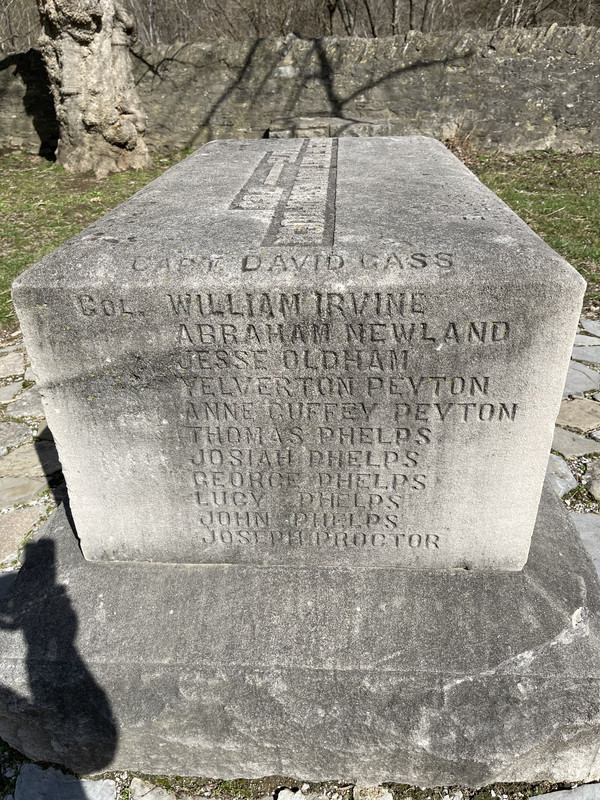 CAPT. DAVID GASS
COL. WILLIAM IRVINE
ABRAHAM NEWLAND
JESSE OLDHAM
YELVERTON PEYTON
ANNE GUFFEY PEYTON
THOMAS PHELPS
JOSIAH PHELPS
GEORGE PHELPS
LUCY PHELPS
JOHN PHELPS
JOSEPH PROCTOR